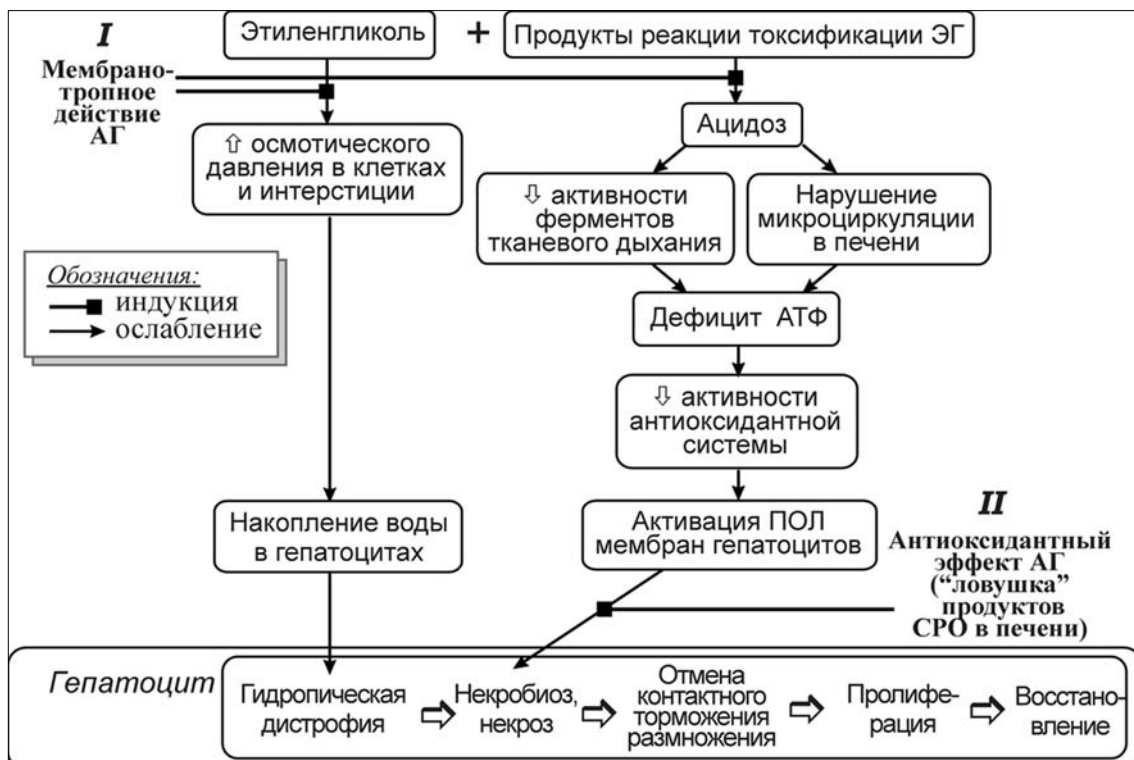 I
Мембрано-
тропное
действие
АГ
Этиленгликоль
+
Продукты реакции токсификации ЭГ
⇧ осмотического
давления в клетках
и интерстиции
Ацидоз
⇩ активности
ферментов
тканевого дыхания
Нарушение
микроциркуляции
в печени
Обозначения:
индукция
ослабление
Дефицит АТФ
⇩ активности
антиоксидантной
системы
Накопление воды
в гепатоцитах
Активация ПОЛ
мембран гепатоцитов
II
Антиоксидантный
эффект АГ
(“ловушка”
продуктов
СРО в печени)
Гепатоцит
Гидропическая
дистрофия
Некробиоз,
некроз
Отмена
контактного
торможения
размножения
Пролифе-
рация
Восста-
новление